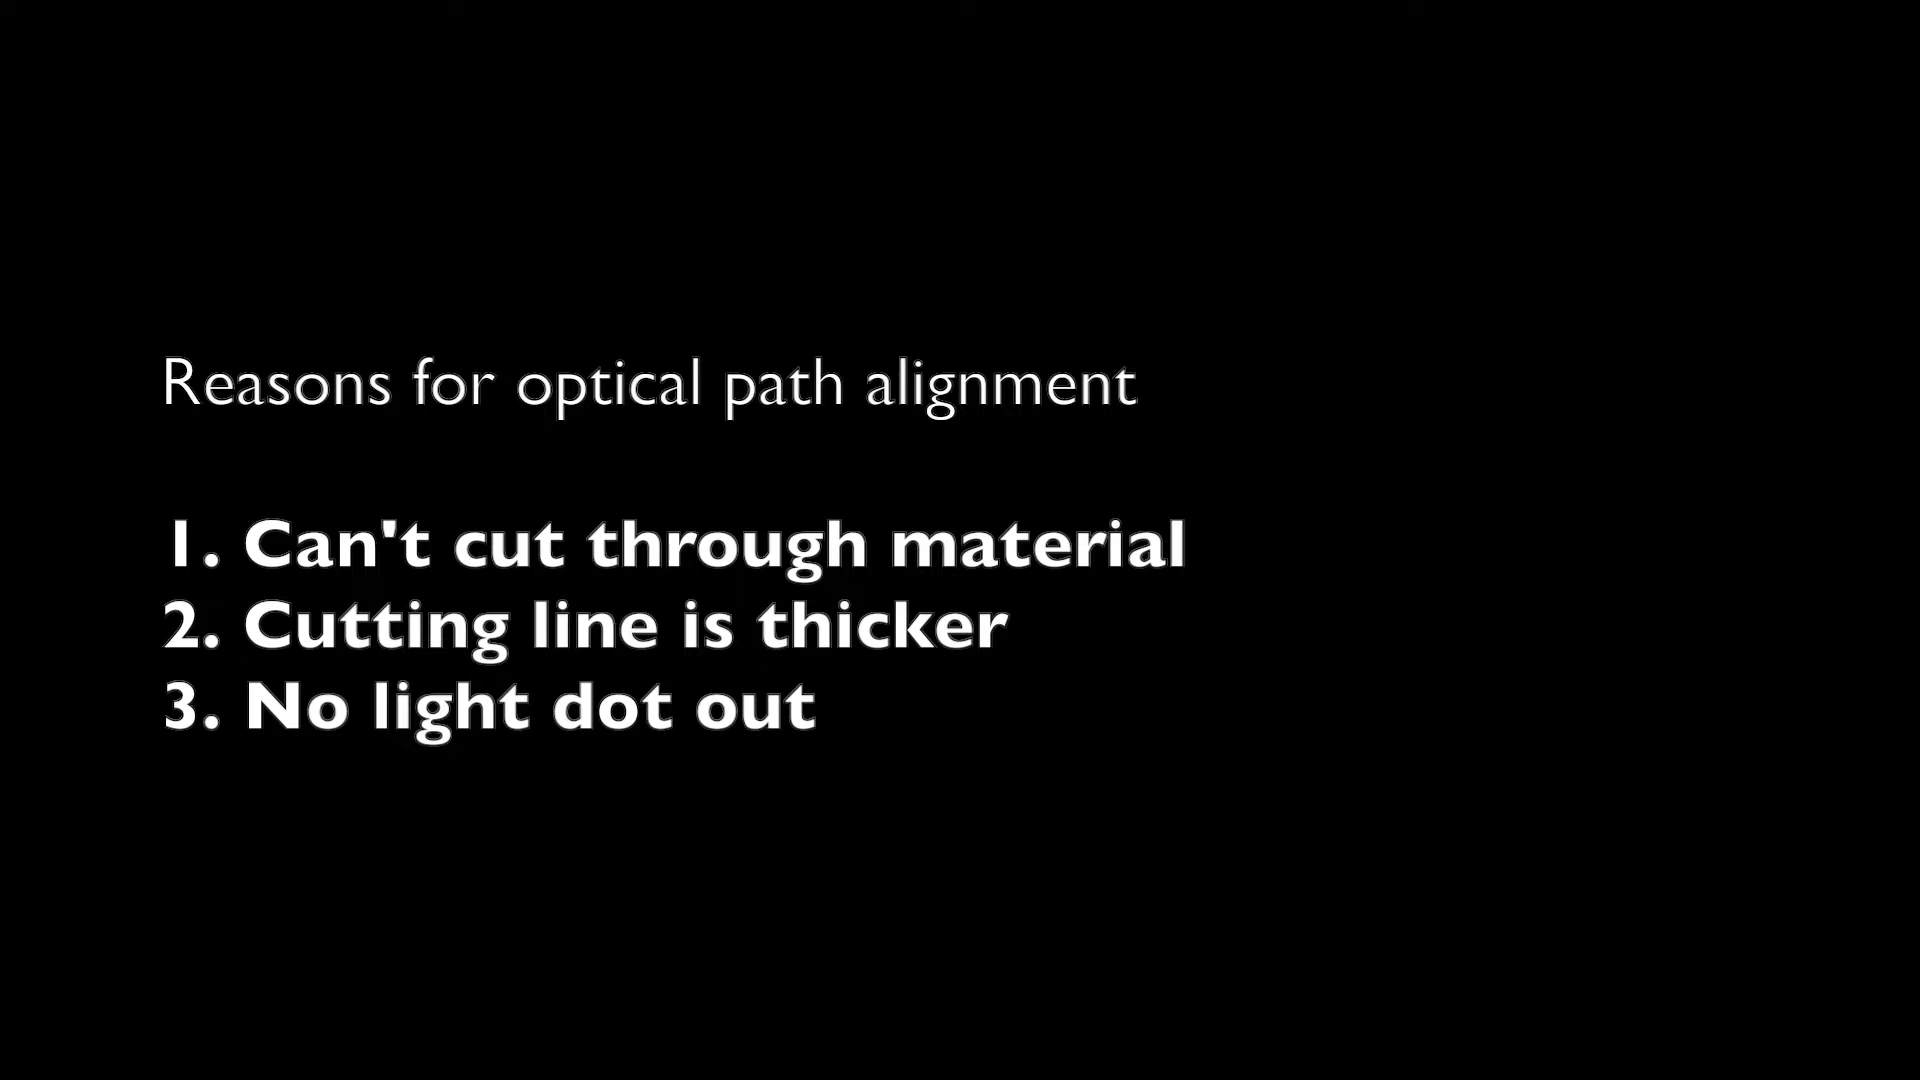 Reasons for optical path alignment
1. Can't cut through material
2. Cutting line is thicker
3. No light dot out